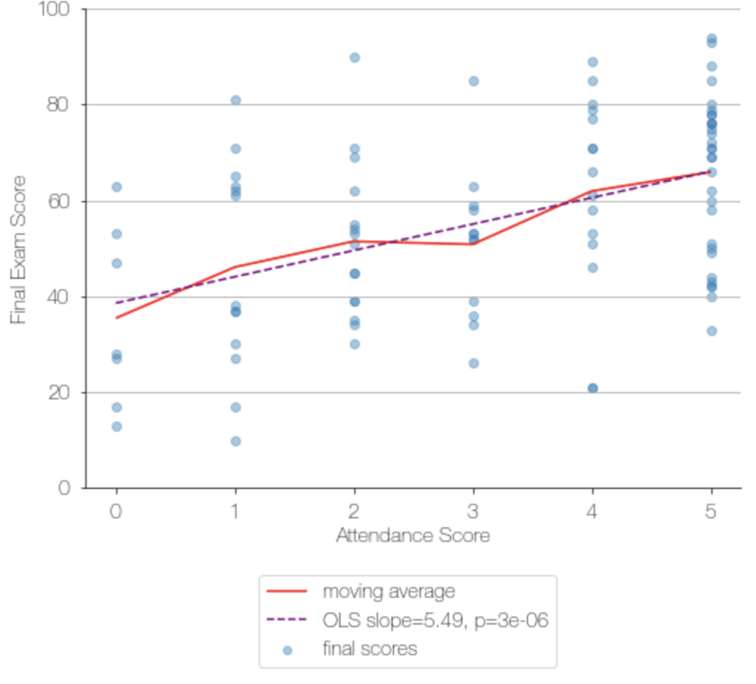 100
80
60
40
20
0
Final Exam Score
0 1 2 3 4 5
Attendance Score
moving average
OLS slope=5.49, p=3e-06
final scores